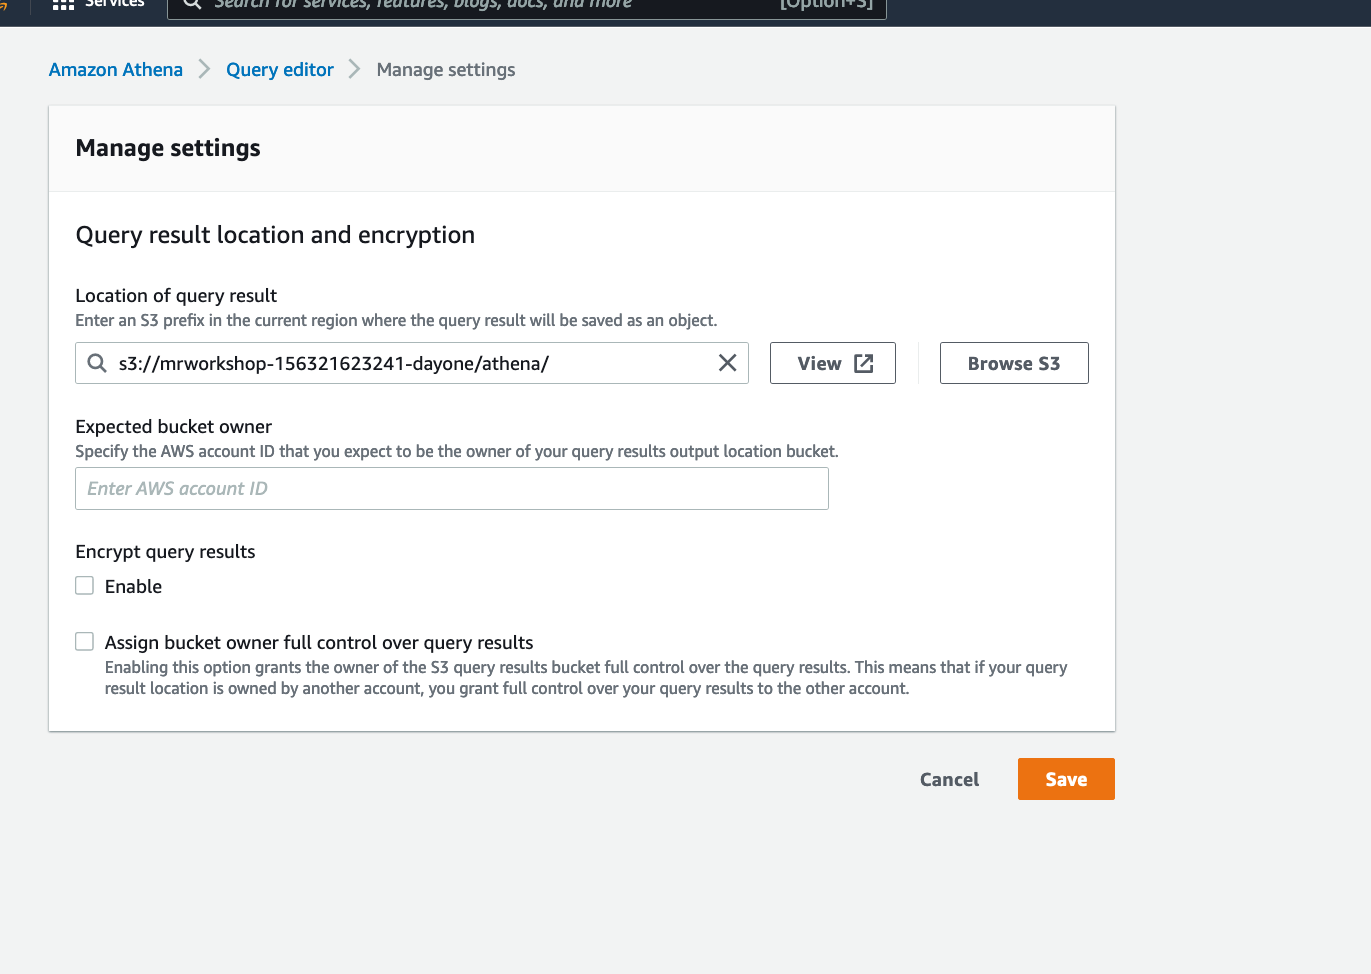 Services
Search for services, features, blogs, docs, and more
[Option+S]
Amazon Athena
Query editor
Manage settings
Manage settings
Query result location and encryption
Location of query result
Enter an S3 prefix in the current region where the query result will be saved as an object.
s3://mrworkshop-156321623241-dayone/athena/
View
Browse S3
Expected bucket owner
Specify the AWS account ID that you expect to be the owner of your query results output location bucket.
Enter AWS account ID
Encrypt query results
Enable
Assign bucket owner full control over query results
Enabling this option grants the owner of the S3 query results bucket full control over the query results. This means that if your query
result location is owned by another account, you grant full control over your query results to the other account.
Cancel
Save